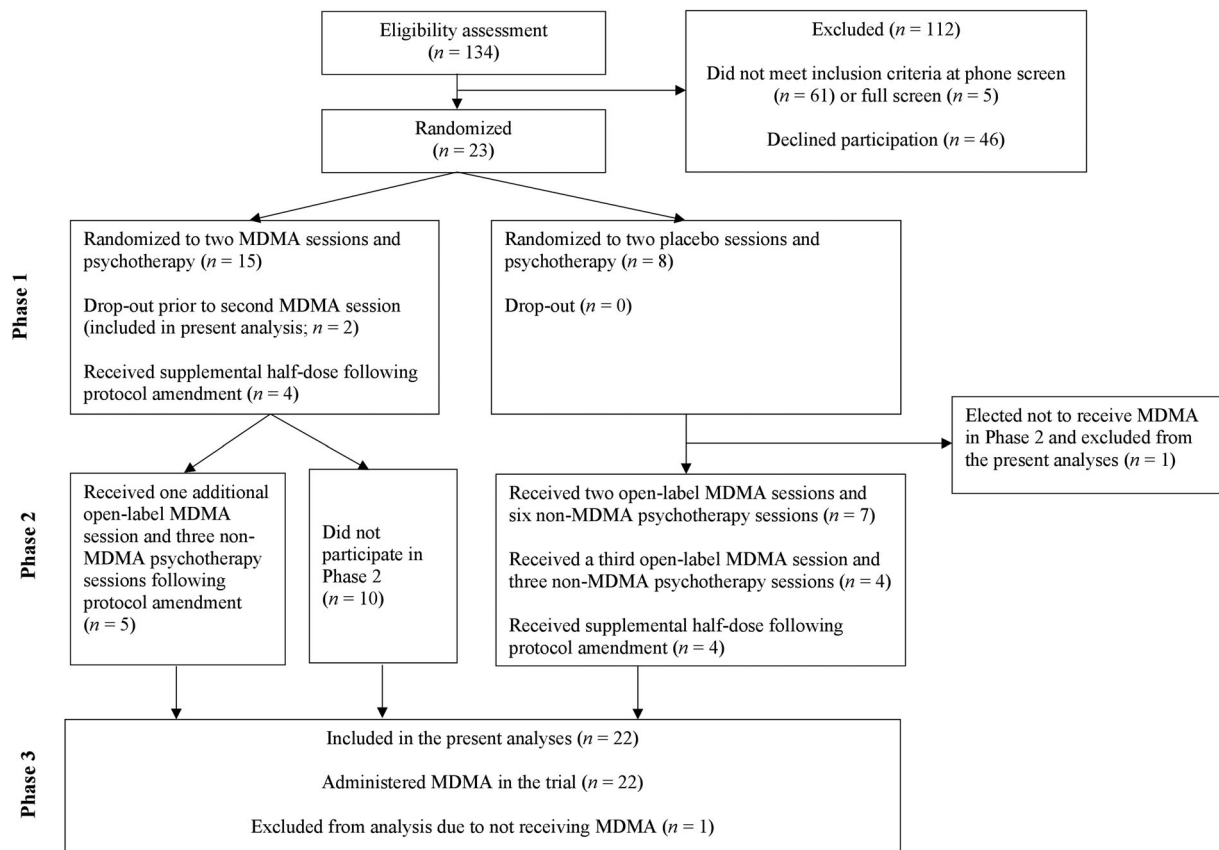 Eligibility assessment
(n = 134)
Excluded (n = 112)
Did not meet inclusion criteria at phone screen
(n = 61) or full screen (n = 5)
Declined participation (n = 46)
Randomized
(n = 23)
Phase 1
Randomized to two MDMA sessions and
psychotherapy (n = 15)
Drop-out prior to second MDMA session
(included in present analysis; n = 2)
Received supplemental half-dose following
protocol amendment (n = 4)
Randomized to two placebo sessions and
psychotherapy (n = 8)
Drop-out (n = 0)
Elected not to receive MDMA
in Phase 2 and excluded from
the present analyses (n = 1)
Phase 2
Received one additional
open-label MDMA
session and three non-
MDMA psychotherapy
sessions following
protocol amendment
(n = 5)
Did not
participate in
Phase 2
(n = 10)
Received two open-label MDMA sessions and
six non-MDMA psychotherapy sessions (n = 7)
Received a third open-label MDMA session and
three non-MDMA psychotherapy sessions (n = 4)
Received supplemental half-dose following
protocol amendment (n = 4)
Phase 3
Included in the present analyses (n = 22)
Administered MDMA in the trial (n = 22)
Excluded from analysis due to not receiving MDMA (n = 1)